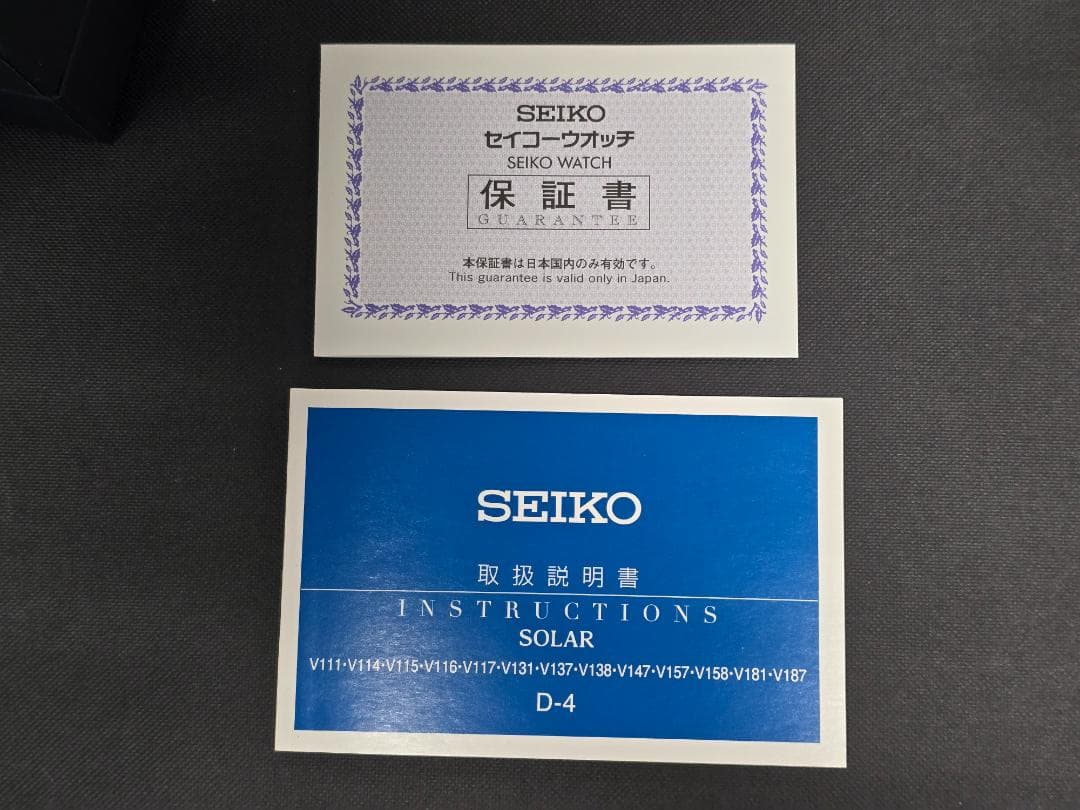 SEIKO
セイコーウオッチ
SEIKO WATCH
保証書
GUARANTEE
本保証書は日本国内のみ有効です。
This guarantee is valid only in Japan.
SEIKO
取扱説明書
INSTRUCTIONS
SOLAR
V111・V114・V115・V116・V117・V131・V137・V138・V147・V157・V158・V181・V187
D-4